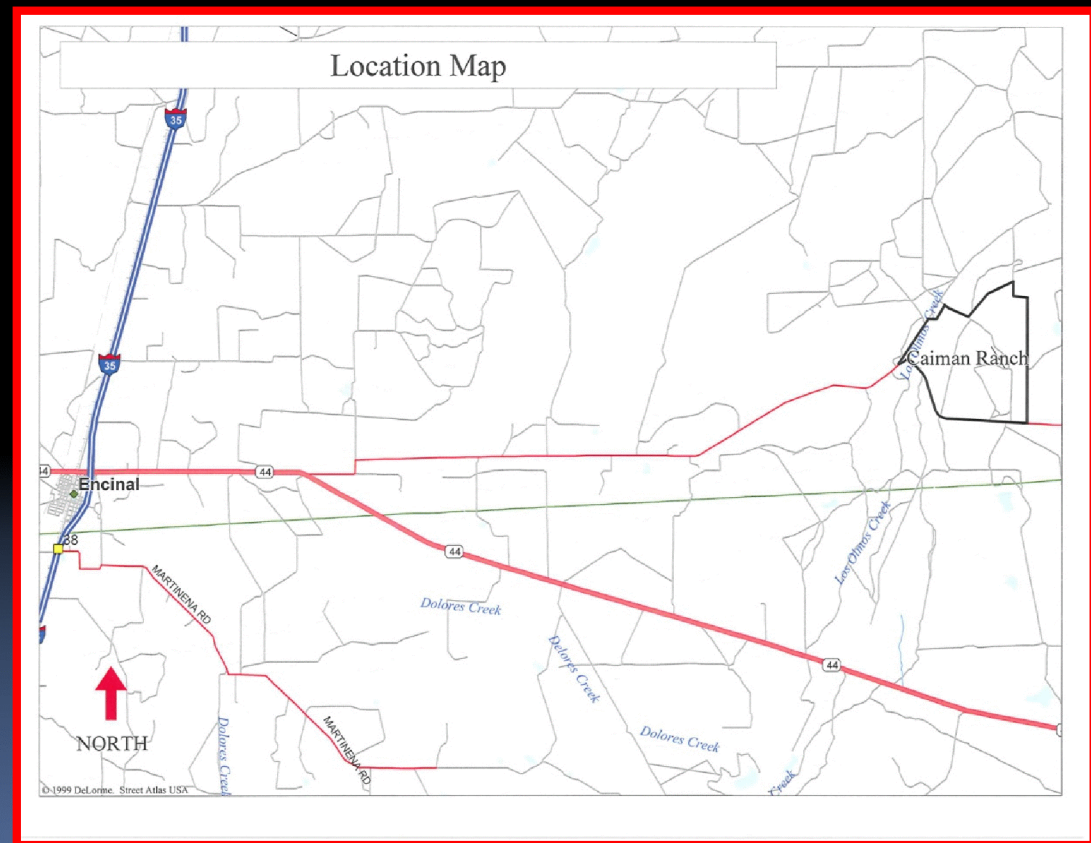 Location Map
35
35
Los Olmos Creek
Caiman Ranch
44
44
Encinal
38
44
Los Olmos Creek
MARTINENA RD
Dolores Creek
Delores Creek
44
NORTH
Dolores Creek
MARTINENA RD
Dolores Creek
Creek
© 1999 DeLorme. Street Atlas USA